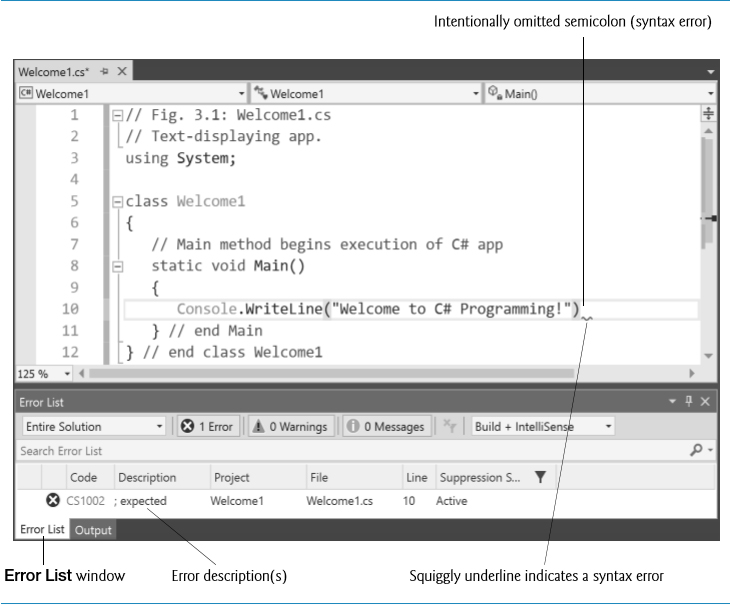 Intentionally omitted semicolon (syntax error)
Welcome1.cs*
C# Welcome1 Welcome1 Main()
1 // Fig. 3.1: Welcome1.cs
2 // Text-displaying app.
3 using System;
4
5 class Welcome1
6 {
7 // Main method begins execution of C# app
8 static void Main()
9 {
10 Console.WriteLine("Welcome to C# Programming!")
11 } // end Main
12 } // end class Welcome1
125 %
Error List
Entire Solution 1 Error 0 Warnings 0 Messages Build + IntelliSense
Search Error List
Code Description Project File Line Suppression S...
CS1002 ; expected Welcome1 Welcome1.cs 10 Active
Error List Output
Error List window Error description(s) Squiggly underline indicates a syntax error